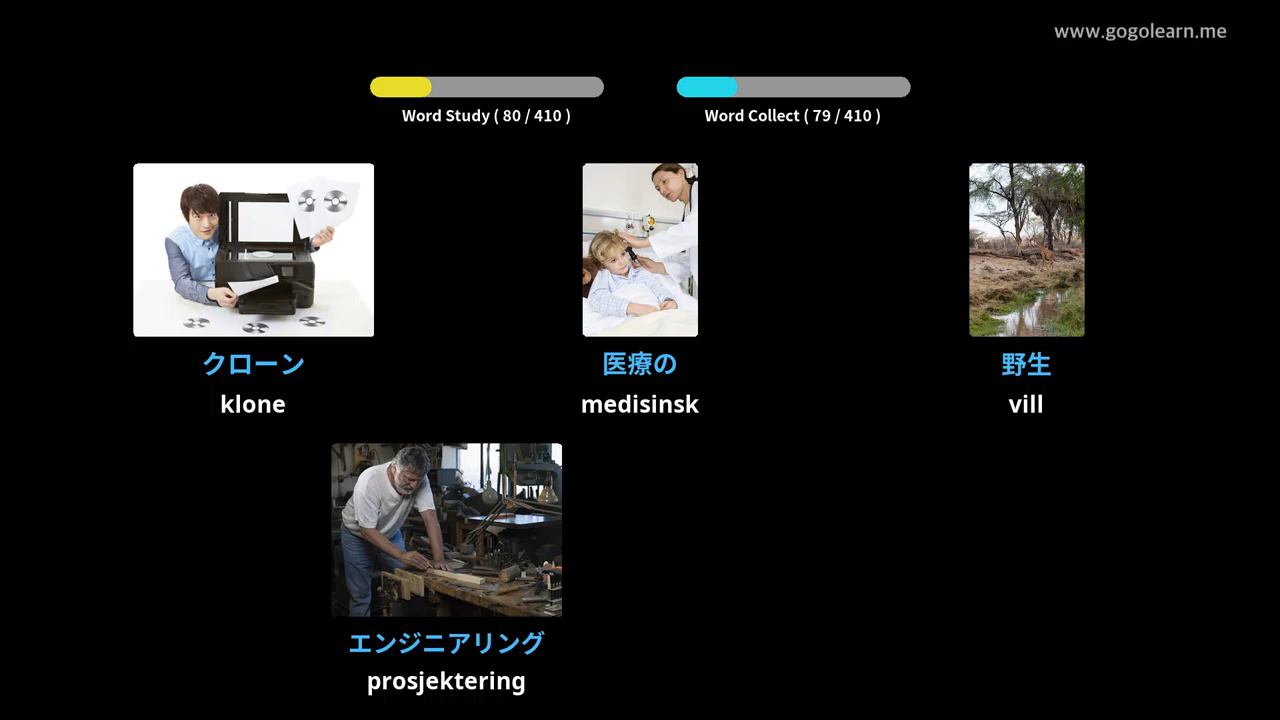 www.gogolearn.me
Word Study ( 80 / 410 )
Word Collect ( 79 / 410 )
クローン
klone
医療の
medisinsk
野生
vill
エンジニアリング
prosjektering